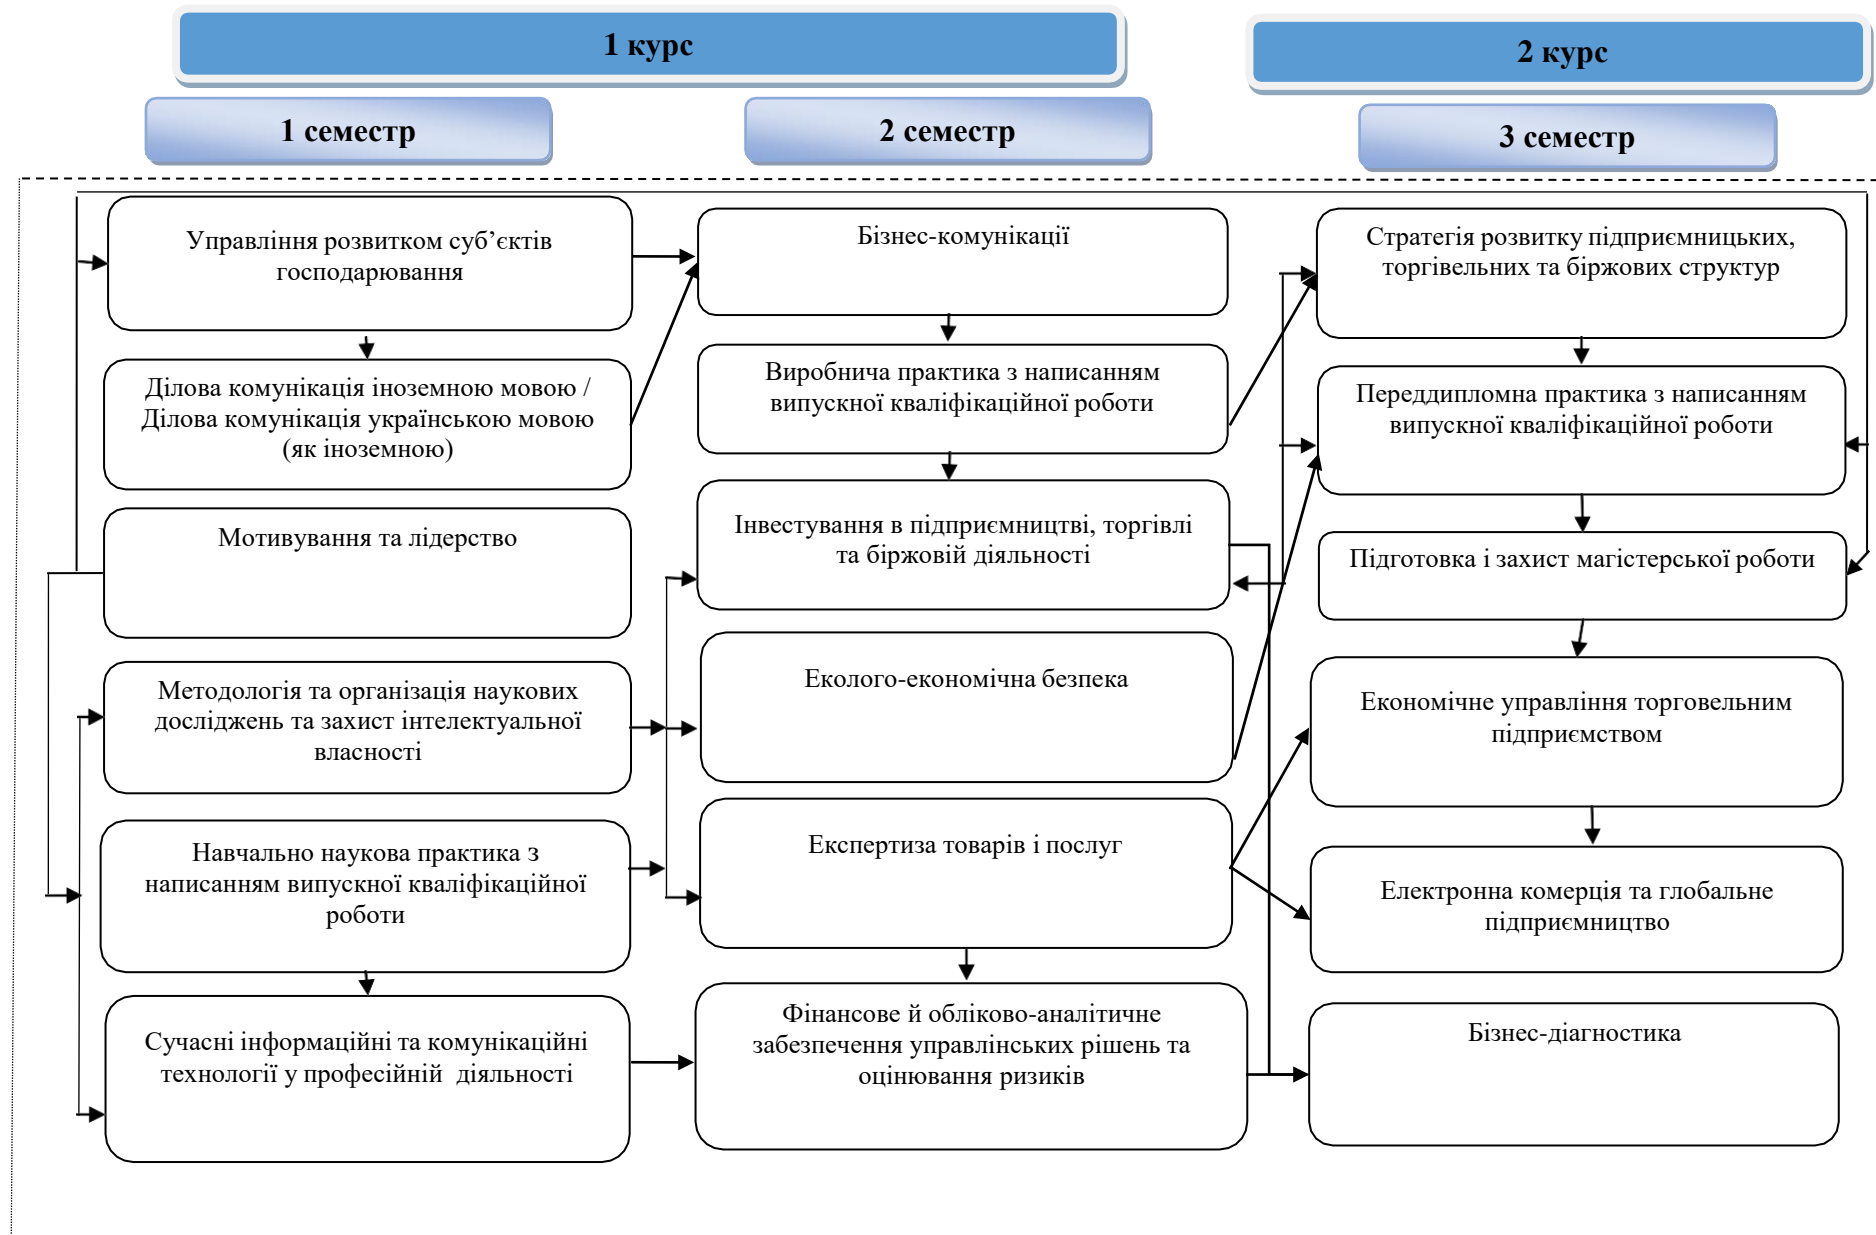 1 курс
2 курс
1 семестр
2 семестр
3 семестр
Управління розвитком суб’єктів
господарювання
Ділова комунікація іноземною мовою /
Ділова комунікація українською мовою
(як іноземною)
Мотивування та лідерство
Методологія та організація наукових
досліджень та захист інтелектуальної
власності
Навчально наукова практика з
написанням випускної кваліфікаційної
роботи
Сучасні інформаційні та комунікаційні
технології у професійній діяльності
Бізнес-комунікації
Виробнича практика з написанням
випускної кваліфікаційної роботи
Інвестування в підприємництві, торгівлі
та біржовій діяльності
Еколого-економічна безпека
Експертиза товарів і послуг
Фінансове й обліково-аналітичне
забезпечення управлінських рішень та
оцінювання ризиків
Стратегія розвитку підприємницьких,
торгівельних та біржових структур
Переддипломна практика з написанням
випускної кваліфікаційної роботи
Підготовка і захист магістерської роботи
Економічне управління торговельним
підприємством
Електронна комерція та глобальне
підприємництво
Бізнес-діагностика